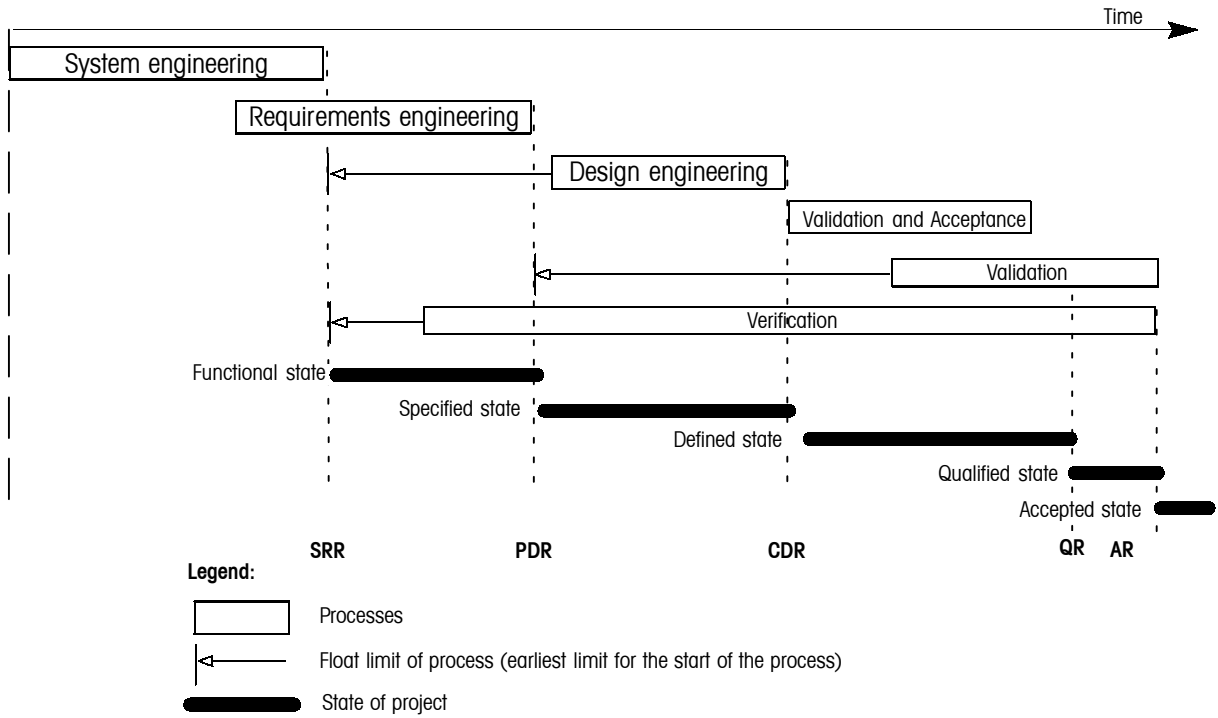 Time
System engineering
Requirements engineering
Design engineering
Validation and Acceptance
Validation
Verification
Functional state
Specified state
Defined state
Qualified state
Accepted state
SRR PDR CDR QR AR
Legend:
Processes
Float limit of process (earliest limit for the start of the process)
State of project